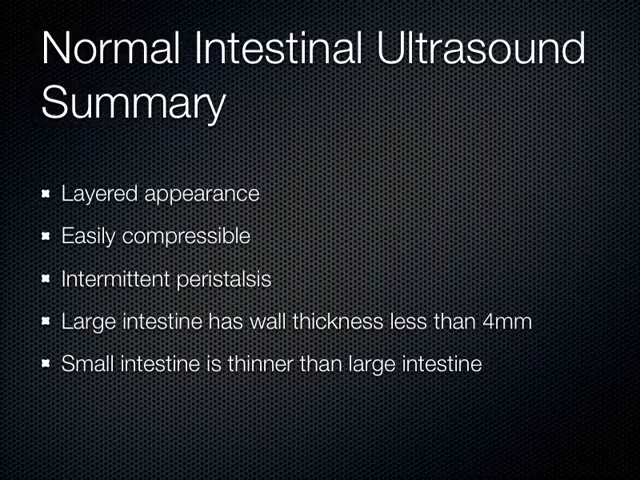 Normal Intestinal Ultrasound
Summary
Layered appearance
Easily compressible
Intermittent peristalsis
Large intestine has wall thickness less than 4mm
Small intestine is thinner than large intestine